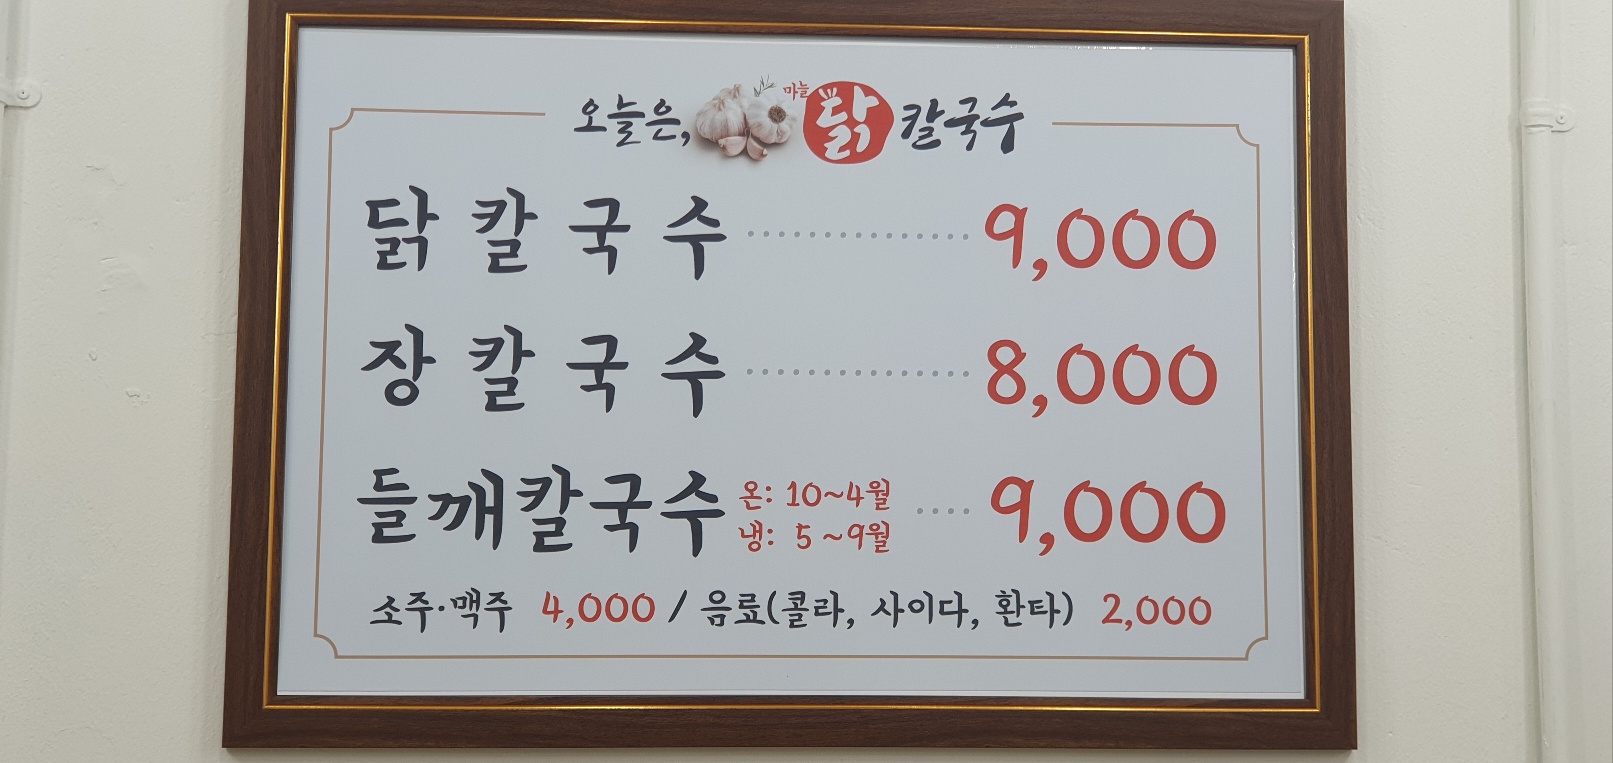 오늘은, 마늘 닭 칼국수
닭칼국수 ·············· 9,000
장칼국수 ·············· 8,000
들깨칼국수 온: 10~4월 ···· 9,000
냉: 5~9월
소주·맥주 4,000 / 음료(콜라, 사이다, 환타) 2,000